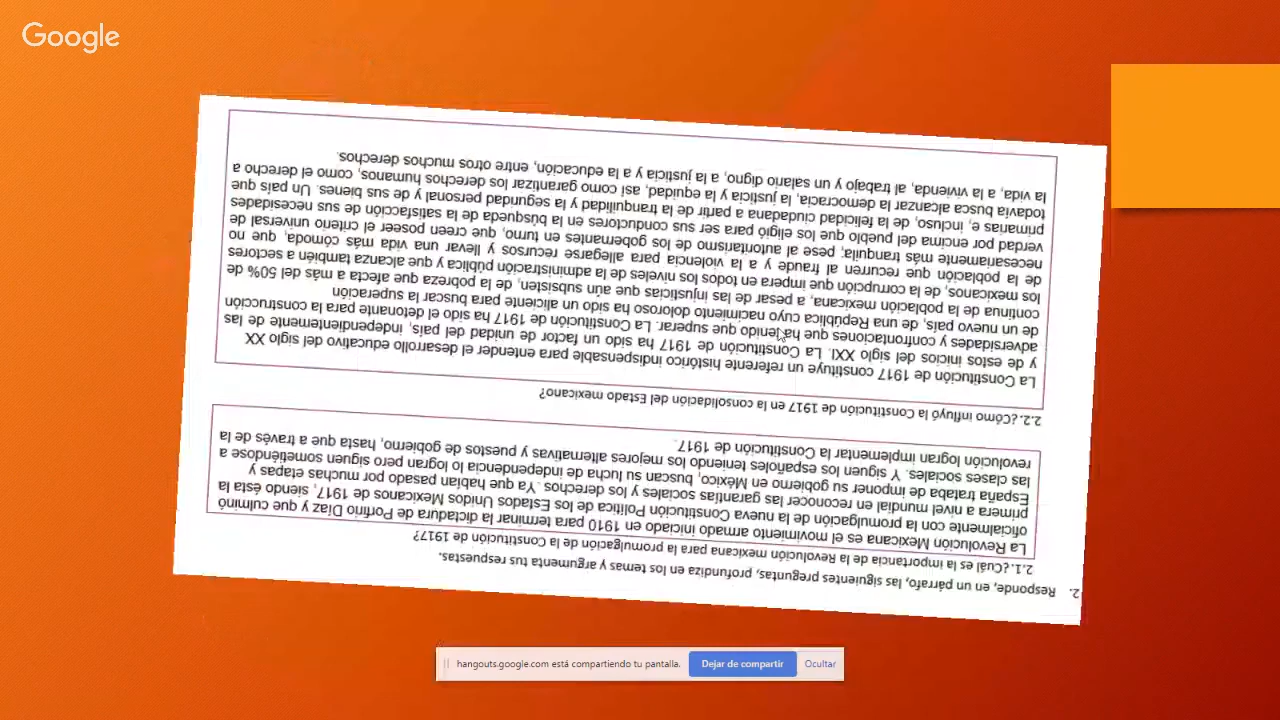 Google
2. Responde, en un párrafo, las siguientes preguntas, profundiza en los temas y argumenta tus respuestas.
2.1. ¿Cuál es la importancia de la Revolución mexicana para la promulgación de la Constitución de 1917?
La Revolución Mexicana es el movimiento armado iniciado en 1910 para terminar la dictadura de Porfirio Díaz y que culminó
oficialmente con la promulgación de la nueva Constitución Política de los Estados Unidos Mexicanos de 1917, siendo ésta la
primera a nivel mundial en reconocer las garantías sociales y los derechos. Ya que habían pasado por muchas etapas y
España trataba de imponer su gobierno en México, buscan su lucha de independencia lo logran pero siguen sometiéndose a
las clases sociales. Y siguen los españoles teniendo los mejores alternativas y puestos de gobierno, hasta que a través de la
revolución logran implementar la Constitución de 1917.
2.2. ¿Cómo influyó la Constitución de 1917 en la consolidación del Estado mexicano?
La Constitución de 1917 constituye un referente histórico indispensable para entender el desarrollo educativo del siglo XX
y de estos inicios del siglo XXI. La Constitución de 1917 ha sido un factor de unidad del país, independientemente de las
adversidades y confrontaciones que ha tenido que superar. La Constitución de 1917 ha sido el detonante para la construcción
de un nuevo país, de una República cuyo nacimiento doloroso ha sido un aliciente para buscar la superación
continua de la población mexicana, a pesar de las injusticias que aún subsisten, de la pobreza que afecta a más del 50% de
los mexicanos, de la corrupción que impera en todos los niveles de la administración pública y que alcanza también a sectores
de la población que recurren al fraude y a la violencia para allegarse recursos y llevar una vida más cómoda, que no
necesariamente más tranquila; pese al autoritarismo de los gobernantes en turno, que creen poseer el criterio universal de
verdad por encima del pueblo que los eligió para ser sus conductores en la búsqueda de la satisfacción de sus necesidades
primarias e, incluso, de la felicidad ciudadana a partir de la tranquilidad y la seguridad personal y de sus bienes. Un país que
todavía busca alcanzar la democracia, la justicia y la equidad, así como garantizar los derechos humanos, como el derecho a
la vida, a la vivienda, al trabajo y un salario digno, a la justicia y a la educación, entre otros muchos derechos.
hangouts.google.com está compartiendo tu pantalla.
Dejar de compartir
Ocultar